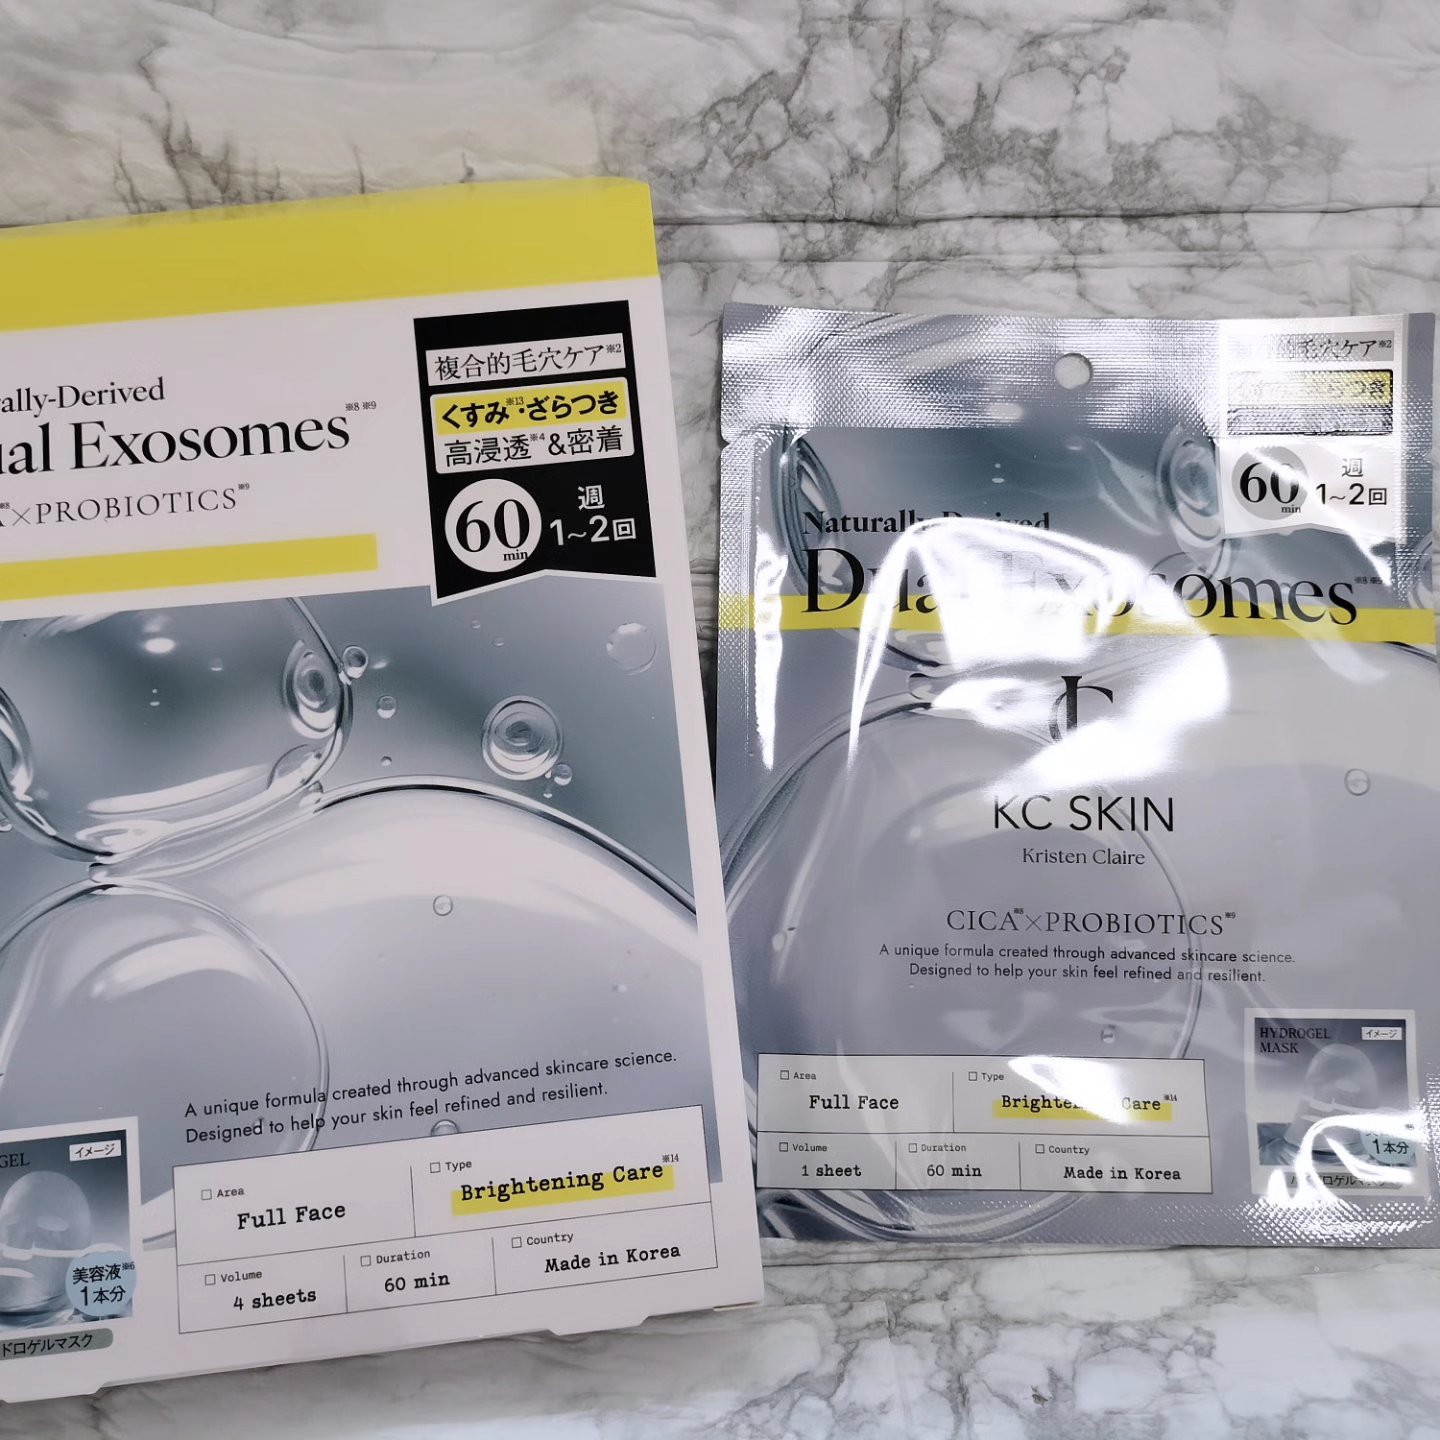 複合的毛穴ケア※2
くすみ※13・ざらつき
高浸透※4&密着
60 min
週
1~2回
ally-Derived
ual Exosomes※8 ※9
A※8×PROBIOTICS※9
A unique formula created through advanced skincare science.
Designed to help your skin feel refined and resilient.
GEL
イメージ
美容液※6
1本分
ドロゲルマスク
Area
Full Face
Type
Brightening Care※14
Volume
4 sheets
Duration
60 min
Country
Made in Korea
毛穴ケア※2
60 min
週
1~2回
Naturally-Derived
Dual Exosomes※8
KC SKIN
Kristen Claire
CICA※8×PROBIOTICS※9
A unique formula created through advanced skincare science.
Designed to help your skin feel refined and resilient.
HYDROGEL
MASK
イメージ
1本分
Area
Full Face
Type
Brightening Care※14
Volume
1 sheet
Duration
60 min
Country
Made in Korea